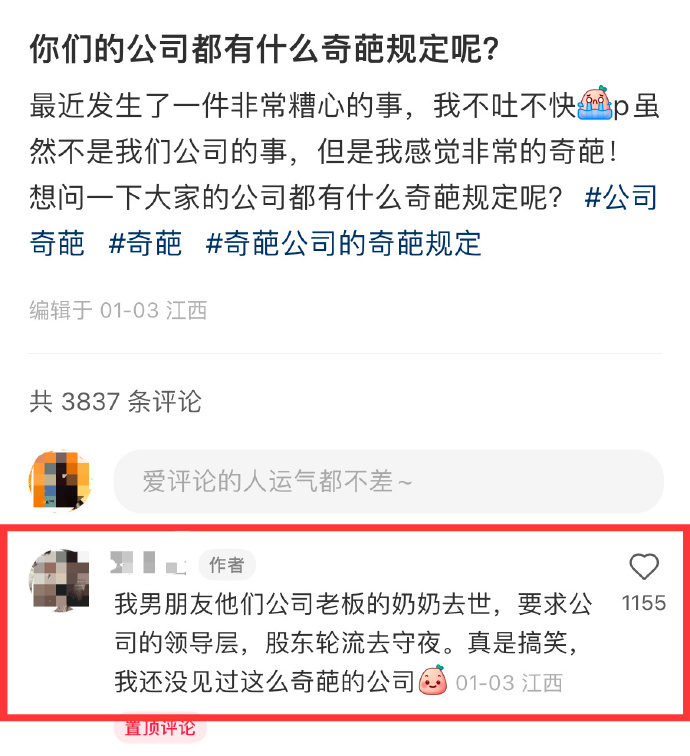 你们的公司都有什么奇葩规定呢？
最近发生了一件非常糟心的事，我不吐不快p虽
然不是我们公司的事，但是我感觉非常的奇葩！
想问一下大家的公司都有什么奇葩规定呢？ #公司
奇葩 #奇葩 #奇葩公司的奇葩规定
编辑于 01-03 江西
共 3837 条评论
爱评论的人运气都不差~
作者
我男朋友他们公司老板的奶奶去世，要求公
司的领导层，股东轮流去守夜。真是搞笑，
我还没见过这么奇葩的公司 01-03 江西
1155
置顶评论